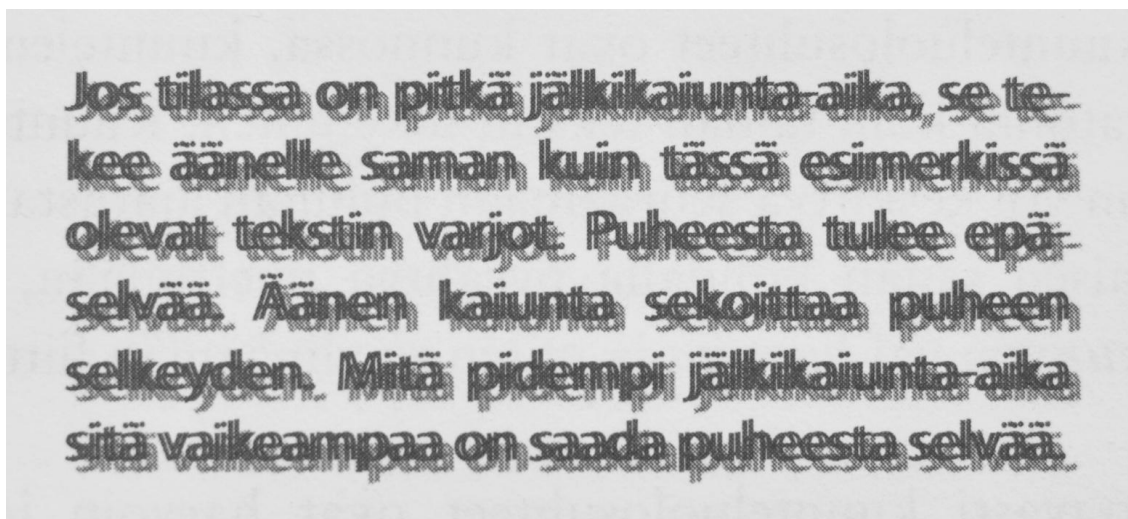 Jos tilassa on pitkä jälkikaiunta-aika, se te-
kee äänelle saman kuin tässä esimerkissä
olevat tekstin varjot. Puheesta tulee epä-
selvää. Äänen kaiunta sekoittaa puheen
selkeyden. Mitä pidempi jälkikaiunta-aika
sitä vaikeampaa on saada puheesta selvää.